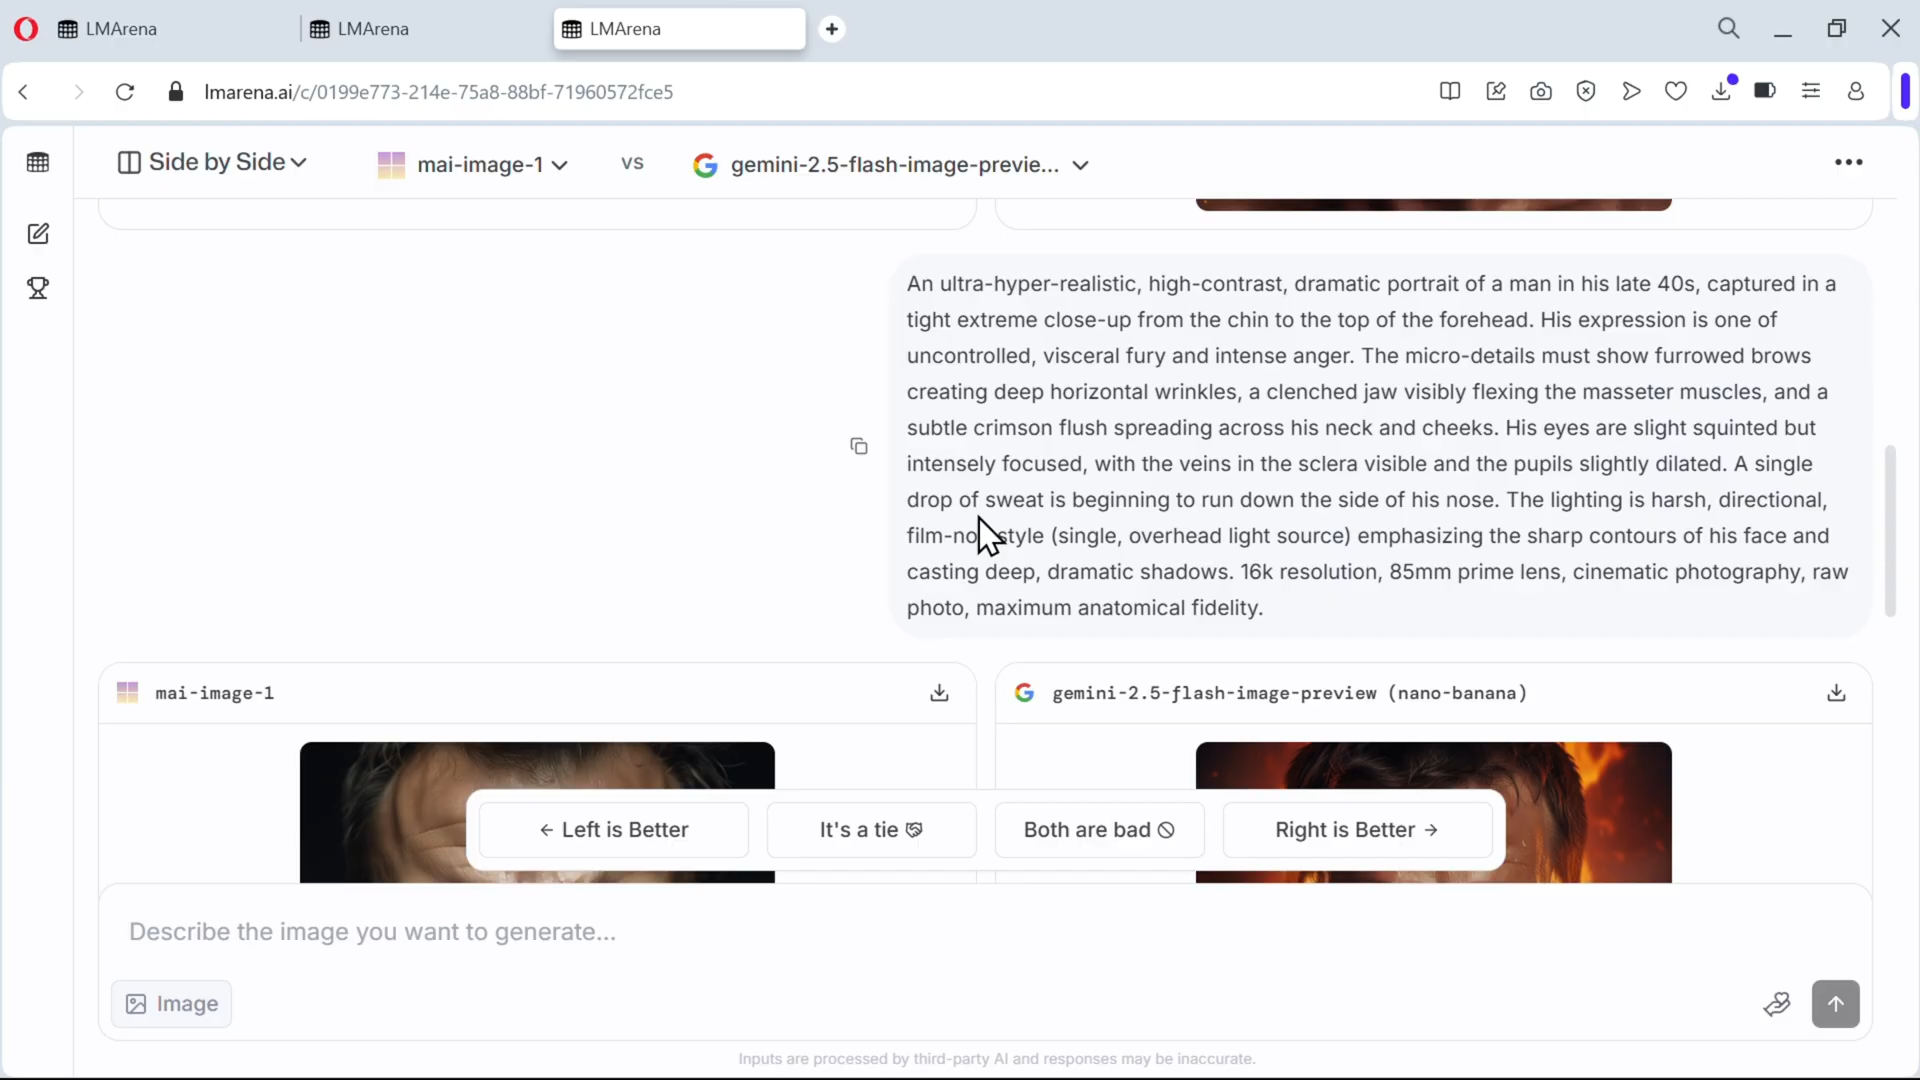 LMArena
LMArena
LMArena
lmarena.ai/c/0199e773-214e-75a8-88bf-71960572fce5
Side by Side
mai-image-1
VS
gemini-2.5-flash-image-previe...
An ultra-hyper-realistic, high-contrast, dramatic portrait of a man in his late 40s, captured in a
tight extreme close-up from the chin to the top of the forehead. His expression is one of
uncontrolled, visceral fury and intense anger. The micro-details must show furrowed brows
creating deep horizontal wrinkles, a clenched jaw visibly flexing the masseter muscles, and a
subtle crimson flush spreading across his neck and cheeks. His eyes are slight squinted but
intensely focused, with the veins in the sclera visible and the pupils slightly dilated. A single
drop of sweat is beginning to run down the side of his nose. The lighting is harsh, directional,
film-noir style (single, overhead light source) emphasizing the sharp contours of his face and
casting deep, dramatic shadows. 16k resolution, 85mm prime lens, cinematic photography, raw
photo, maximum anatomical fidelity.
mai-image-1
gemini-2.5-flash-image-preview (nano-banana)
← Left is Better
It's a tie
Both are bad
Right is Better →
Describe the image you want to generate...
Image
Inputs are processed by third-party AI and responses may be inaccurate.